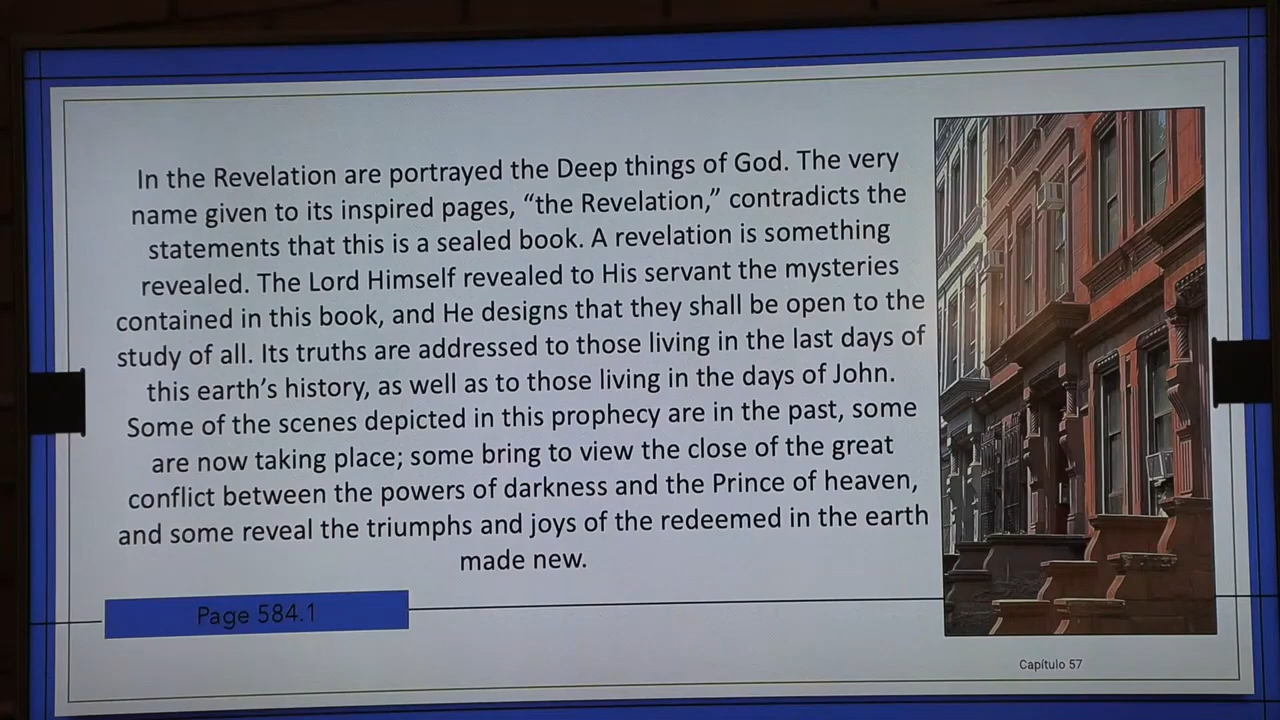 In the Revelation are portrayed the Deep things of God. The very
name given to its inspired pages, “the Revelation,” contradicts the
statements that this is a sealed book. A revelation is something
revealed. The Lord Himself revealed to His servant the mysteries
contained in this book, and He designs that they shall be open to the
study of all. Its truths are addressed to those living in the last days of
this earth’s history, as well as to those living in the days of John.
Some of the scenes depicted in this prophecy are in the past, some
are now taking place; some bring to view the close of the great
conflict between the powers of darkness and the Prince of heaven,
and some reveal the triumphs and joys of the redeemed in the earth
made new.
Page 584.1
Capítulo 57